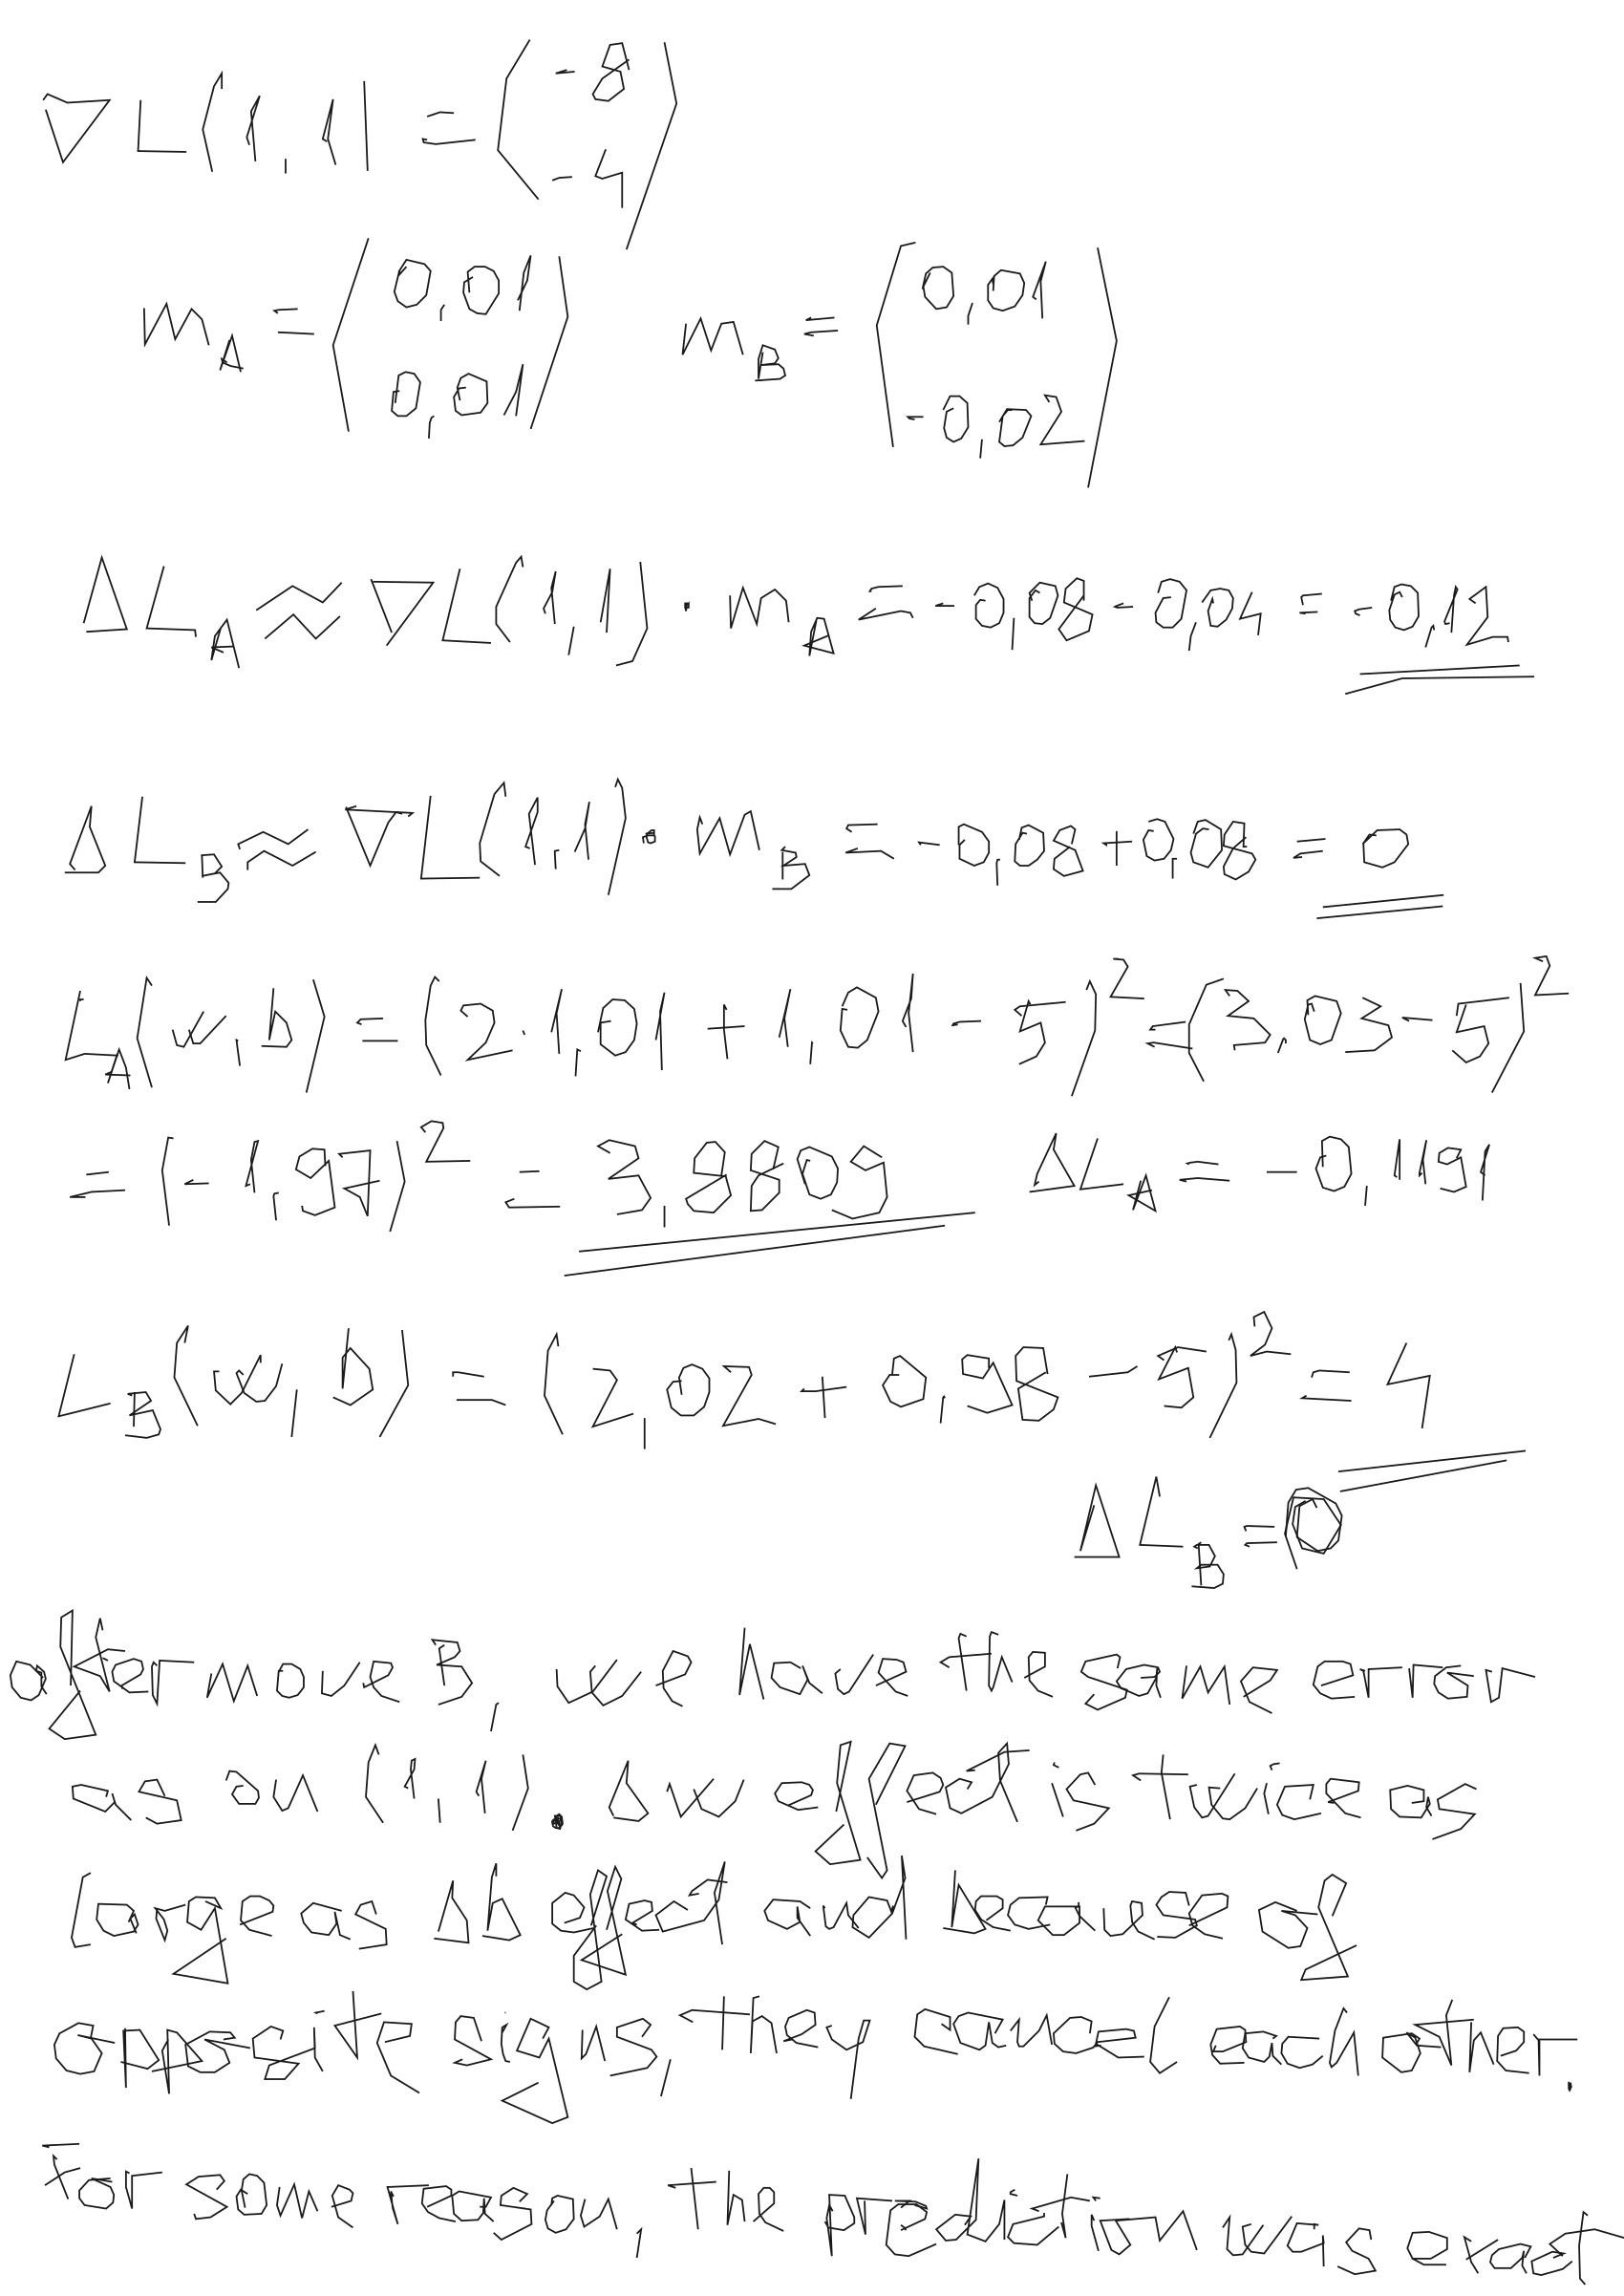 ∇L(1,1| = (-8
-4)
m_A = (0,01
0,01) m_B = (0,01
-0,02)
ΔL_A ≈ ∇L(1,1) · m_A = -0,08 - 0,04 = -0,12
ΔL_B ≈ ∇L(1,1) · m_B = -0,08 + 0,08 = 0
L_A(w,b) = (2·1,01 + 1,01 - 5)² = (3,03 - 5)²
= (-1,97)² = 3,8809 ΔL_A = -0,1191
L_B(w,b) = (2,02 + 0,98 - 5)² = 4
ΔL_B = 0
after move B, we have the same error
as on (1,1). Δw effect is twice as
large as Δb effect and because of
opposite signs, they cancel each other.
For some reason, the prediction was exact